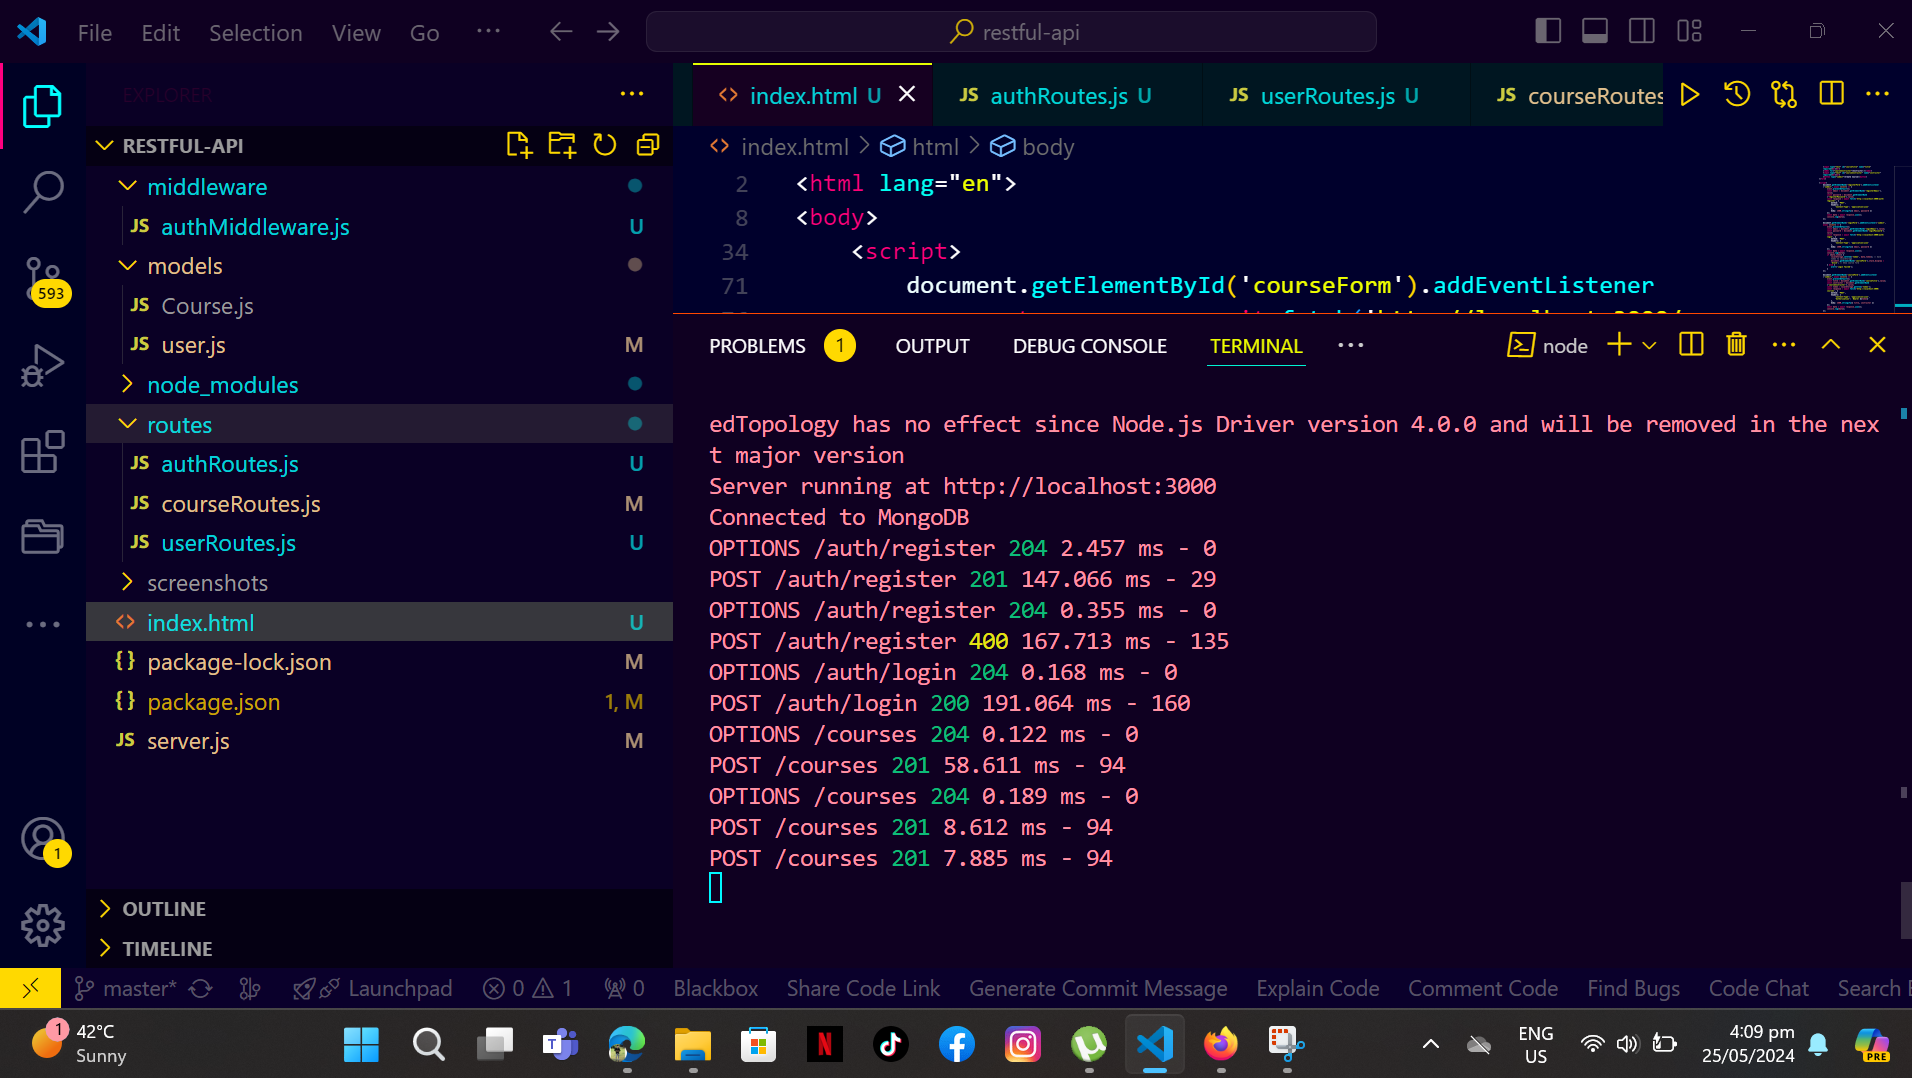 File Edit Selection View Go ··· restful-api
EXPLORER
RESTFUL-API
middleware
JS authMiddleware.js U
models
JS Course.js
JS user.js M
node_modules
routes
JS authRoutes.js U
JS courseRoutes.js M
JS userRoutes.js U
screenshots
<> index.html U
{} package-lock.json M
{} package.json 1, M
JS server.js M
OUTLINE
TIMELINE
593
1
<> index.html U
JS authRoutes.js U
JS userRoutes.js U
JS courseRoutes
<> index.html > html > body
2 <html lang="en">
8 <body>
34 <script>
71 document.getElementById('courseForm').addEventListener
PROBLEMS 1 OUTPUT DEBUG CONSOLE TERMINAL ··· node
edTopology has no effect since Node.js Driver version 4.0.0 and will be removed in the nex
t major version
Server running at http://localhost:3000
Connected to MongoDB
OPTIONS /auth/register 204 2.457 ms - 0
POST /auth/register 201 147.066 ms - 29
OPTIONS /auth/register 204 0.355 ms - 0
POST /auth/register 400 167.713 ms - 135
OPTIONS /auth/login 204 0.168 ms - 0
POST /auth/login 200 191.064 ms - 160
OPTIONS /courses 204 0.122 ms - 0
POST /courses 201 58.611 ms - 94
OPTIONS /courses 204 0.189 ms - 0
POST /courses 201 8.612 ms - 94
POST /courses 201 7.885 ms - 94
master* Launchpad 0 1 0 Blackbox Share Code Link Generate Commit Message Explain Code Comment Code Find Bugs Code Chat Search
1 42°C
Sunny
ENG
US
4:09 pm
25/05/2024
PRE